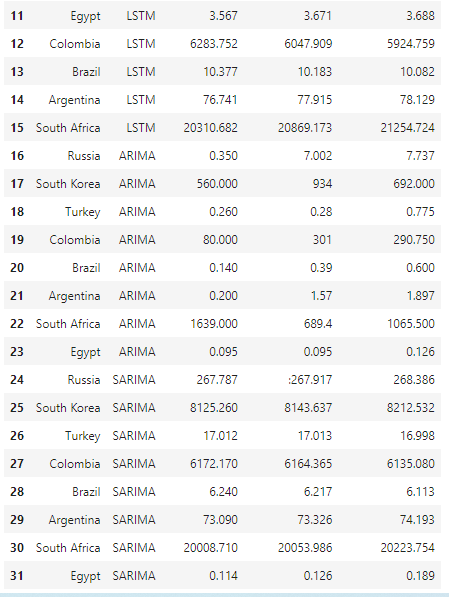 11 Egypt LSTM 3.567 3.671 3.688
12 Colombia LSTM 6283.752 6047.909 5924.759
13 Brazil LSTM 10.377 10.183 10.082
14 Argentina LSTM 76.741 77.915 78.129
15 South Africa LSTM 20310.682 20869.173 21254.724
16 Russia ARIMA 0.350 7.002 7.737
17 South Korea ARIMA 560.000 934 692.000
18 Turkey ARIMA 0.260 0.28 0.775
19 Colombia ARIMA 80.000 301 290.750
20 Brazil ARIMA 0.140 0.39 0.600
21 Argentina ARIMA 0.200 1.57 1.897
22 South Africa ARIMA 1639.000 689.4 1065.500
23 Egypt ARIMA 0.095 0.095 0.126
24 Russia SARIMA 267.787 :267.917 268.386
25 South Korea SARIMA 8125.260 8143.637 8212.532
26 Turkey SARIMA 17.012 17.013 16.998
27 Colombia SARIMA 6172.170 6164.365 6135.080
28 Brazil SARIMA 6.240 6.217 6.113
29 Argentina SARIMA 73.090 73.326 74.193
30 South Africa SARIMA 20008.710 20053.986 20223.754
31 Egypt SARIMA 0.114 0.126 0.189